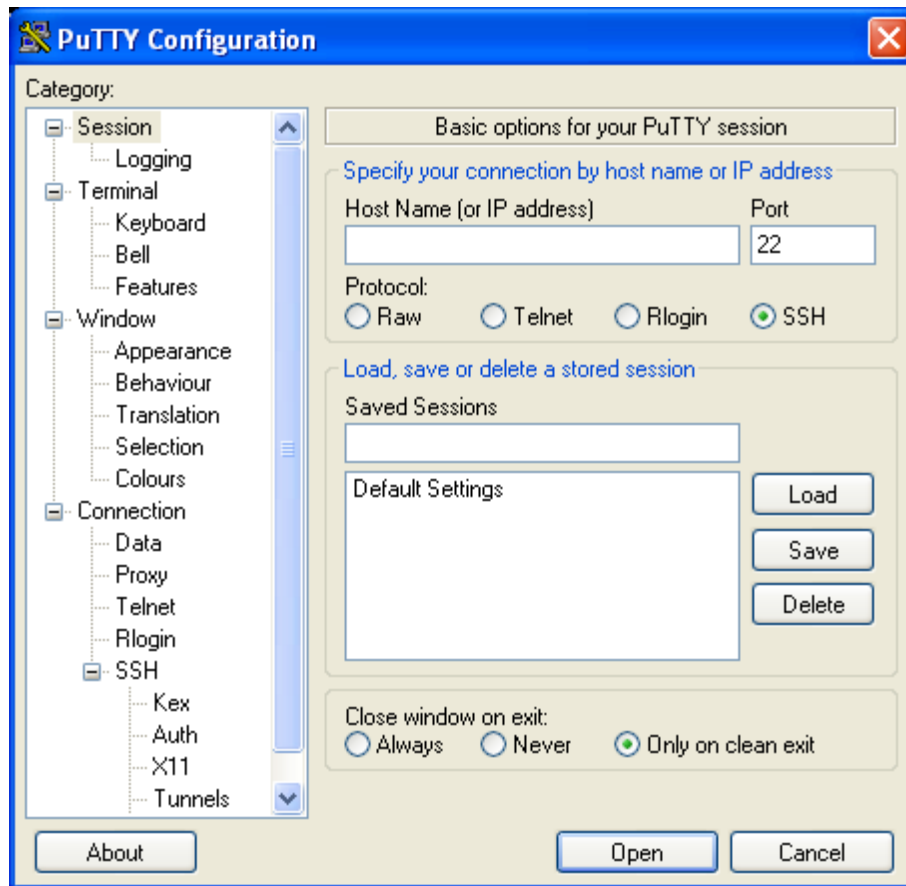 PuTTY Configuration
Category:
Session
Logging
Terminal
Keyboard
Bell
Features
Window
Appearance
Behaviour
Translation
Selection
Colours
Connection
Data
Proxy
Telnet
Rlogin
SSH
Kex
Auth
X11
Tunnels
Basic options for your PuTTY session
Specify your connection by host name or IP address
Host Name (or IP address) Port
22
Protocol:
Raw Telnet Rlogin SSH
Load, save or delete a stored session
Saved Sessions
Default Settings
Load
Save
Delete
Close window on exit:
Always Never Only on clean exit
About Open Cancel